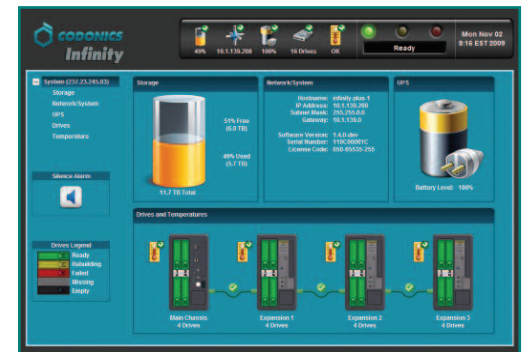 CODONICS
Infinity
49%
10.1.139.200
100%
16 Drives
OK
Ready
Mon Nov 02
9:16 EST 2009
System (232.23.245.83)
Storage
Network/System
UPS
Drives
Temperature
Silence Alarm
Drives Legend
Ready
Rebuilding
Failed
Missing
Empty
Storage
51% Free
(6.0 TB)
49% Used
(5.7 TB)
11.7 TB Total
Network/System
Hostname: infinity-plus-1
IP Address: 10.1.139.200
Subnet Mask: 255.255.0.0
Gateway: 10.1.139.0
Software Version: 1.4.0-dev
Serial Number: 110C00001C
License Code: 050-65535-255
UPS
Battery Level: 100%
Drives and Temperatures
Main Chassis
4 Drives
Expansion 1
4 Drives
Expansion 2
4 Drives
Expansion 3
4 Drives